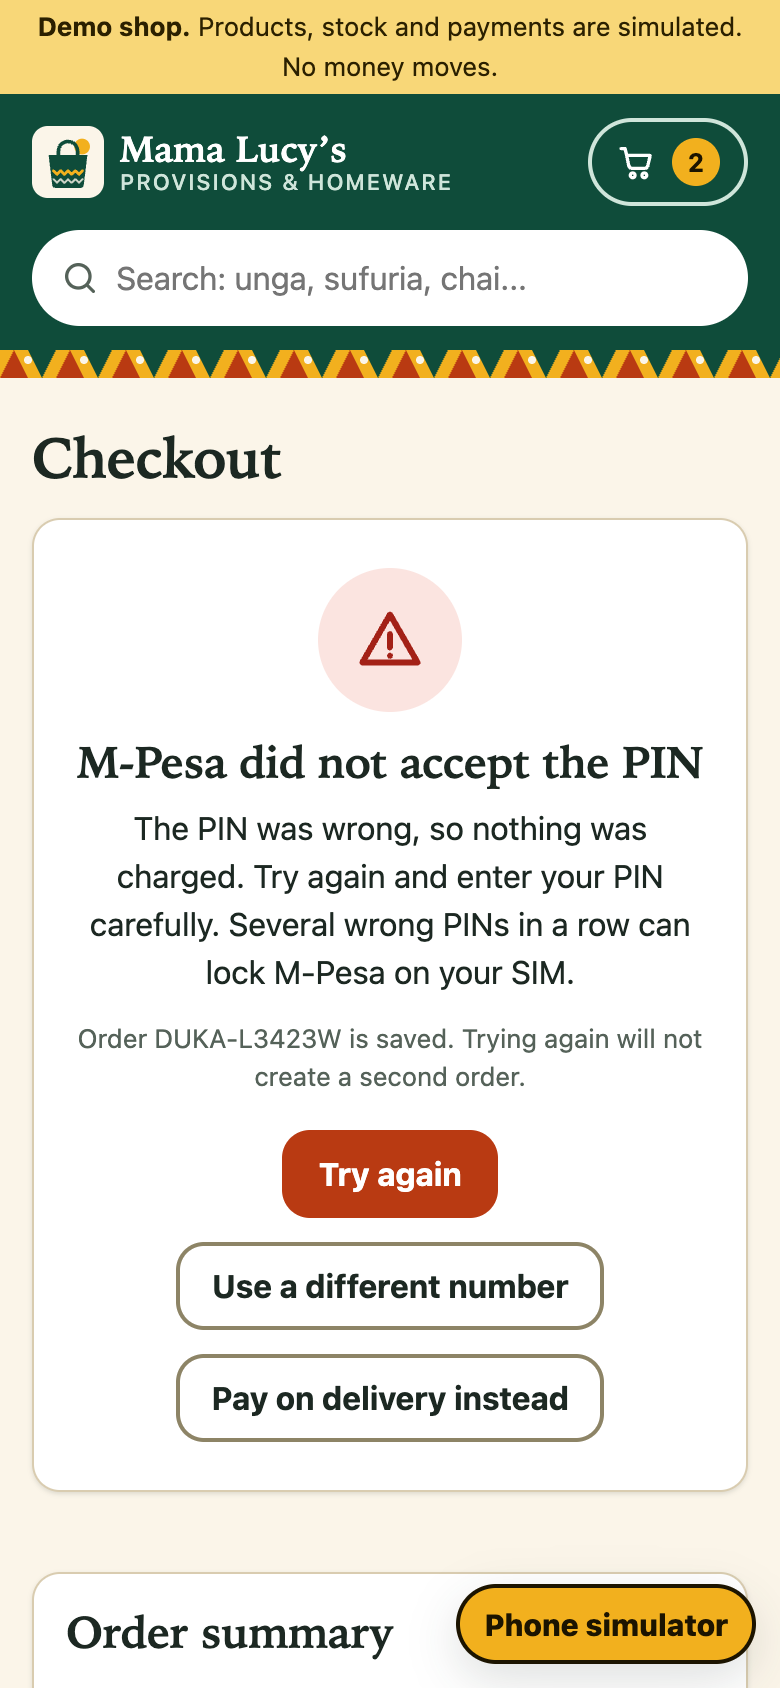 Demo shop. Products, stock and payments are simulated.
No money moves.
Mama Lucy’s
PROVISIONS & HOMEWARE
2
Search: unga, sufuria, chai...
Checkout
M-Pesa did not accept the PIN
The PIN was wrong, so nothing was
charged. Try again and enter your PIN
carefully. Several wrong PINs in a row can
lock M-Pesa on your SIM.
Order DUKA-L3423W is saved. Trying again will not
create a second order.
Try again
Use a different number
Pay on delivery instead
Order summary
Phone simulator